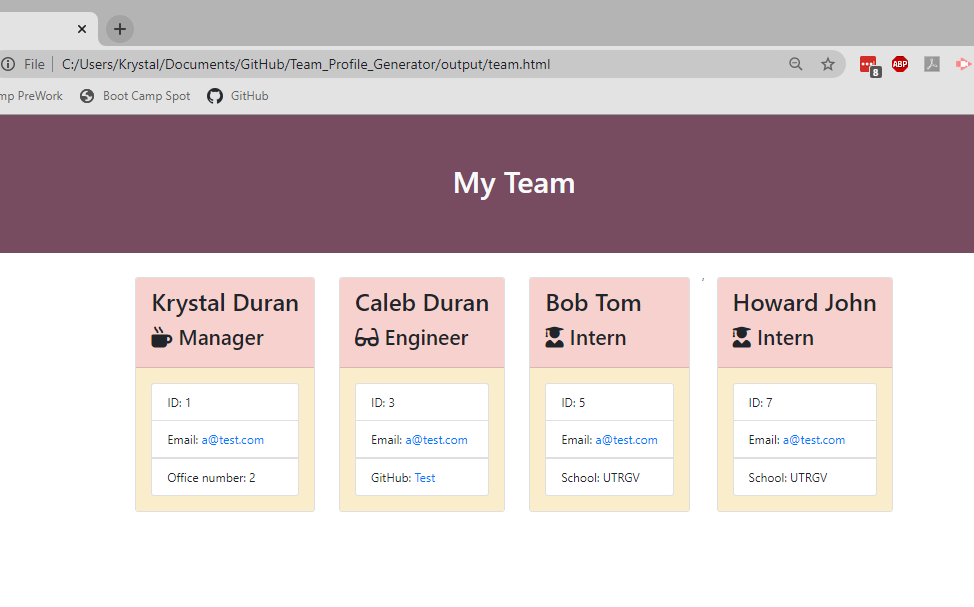 File C:/Users/Krystal/Documents/GitHub/Team_Profile_Generator/output/team.html
ABP
8
mp PreWork Boot Camp Spot GitHub
My Team
Krystal Duran
Manager
ID: 1
Email: a@test.com
Office number: 2
Caleb Duran
Engineer
ID: 3
Email: a@test.com
GitHub: Test
Bob Tom
Intern
ID: 5
Email: a@test.com
School: UTRGV
,
Howard John
Intern
ID: 7
Email: a@test.com
School: UTRGV